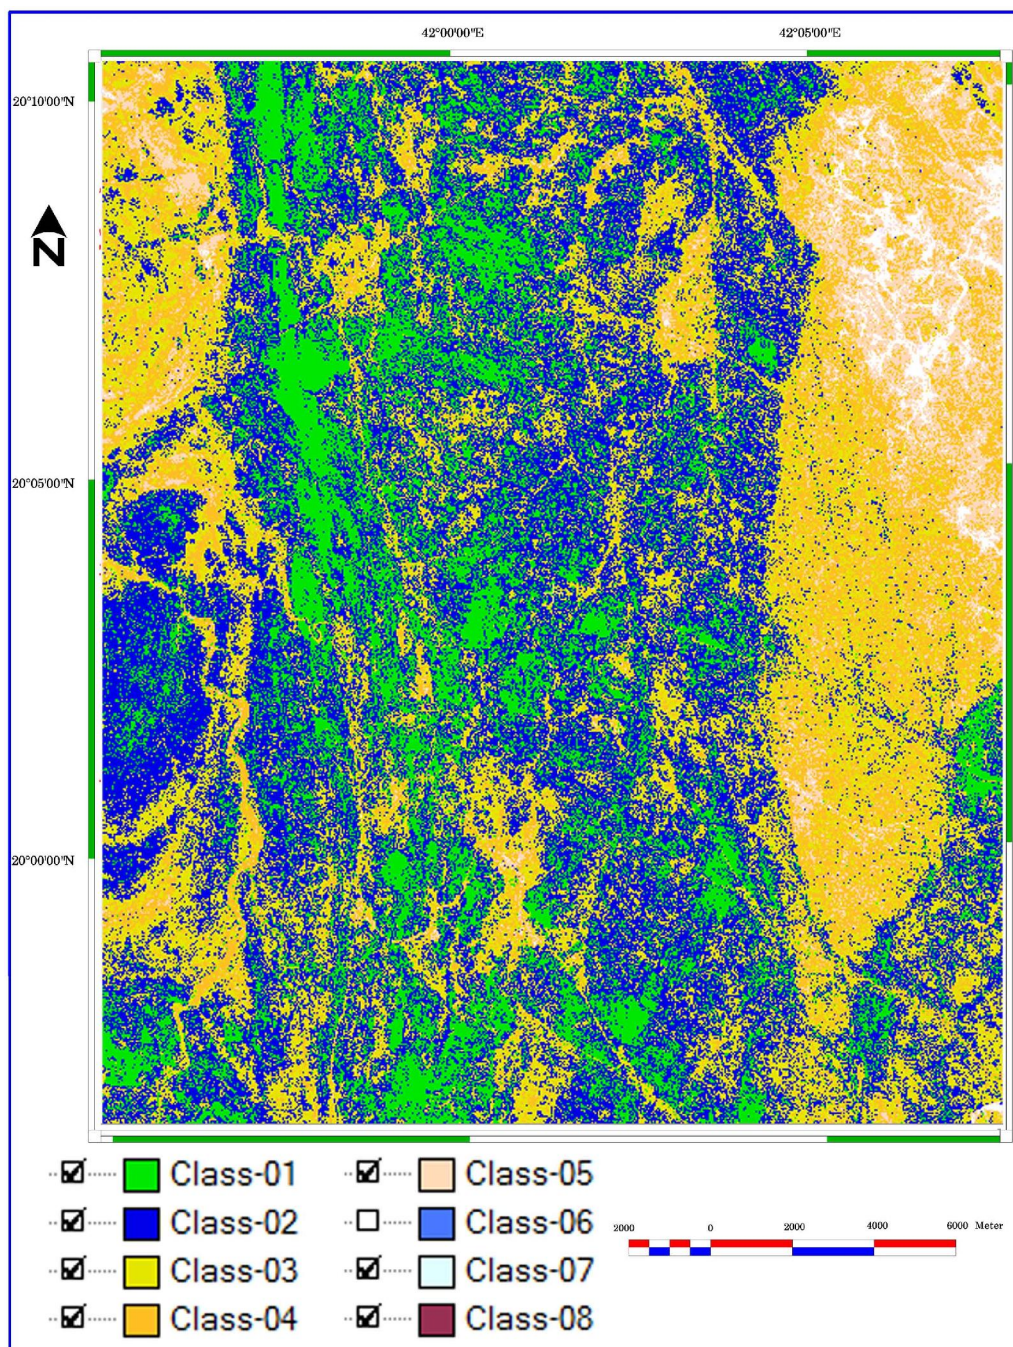 42°00'00"E 42°05'00"E
20°10'00"N
N
20°05'00"N
20°00'00"N
Class-01 Class-05
Class-02 Class-06
Class-03 Class-07
Class-04 Class-08
2000 0 2000 4000 6000 Meter